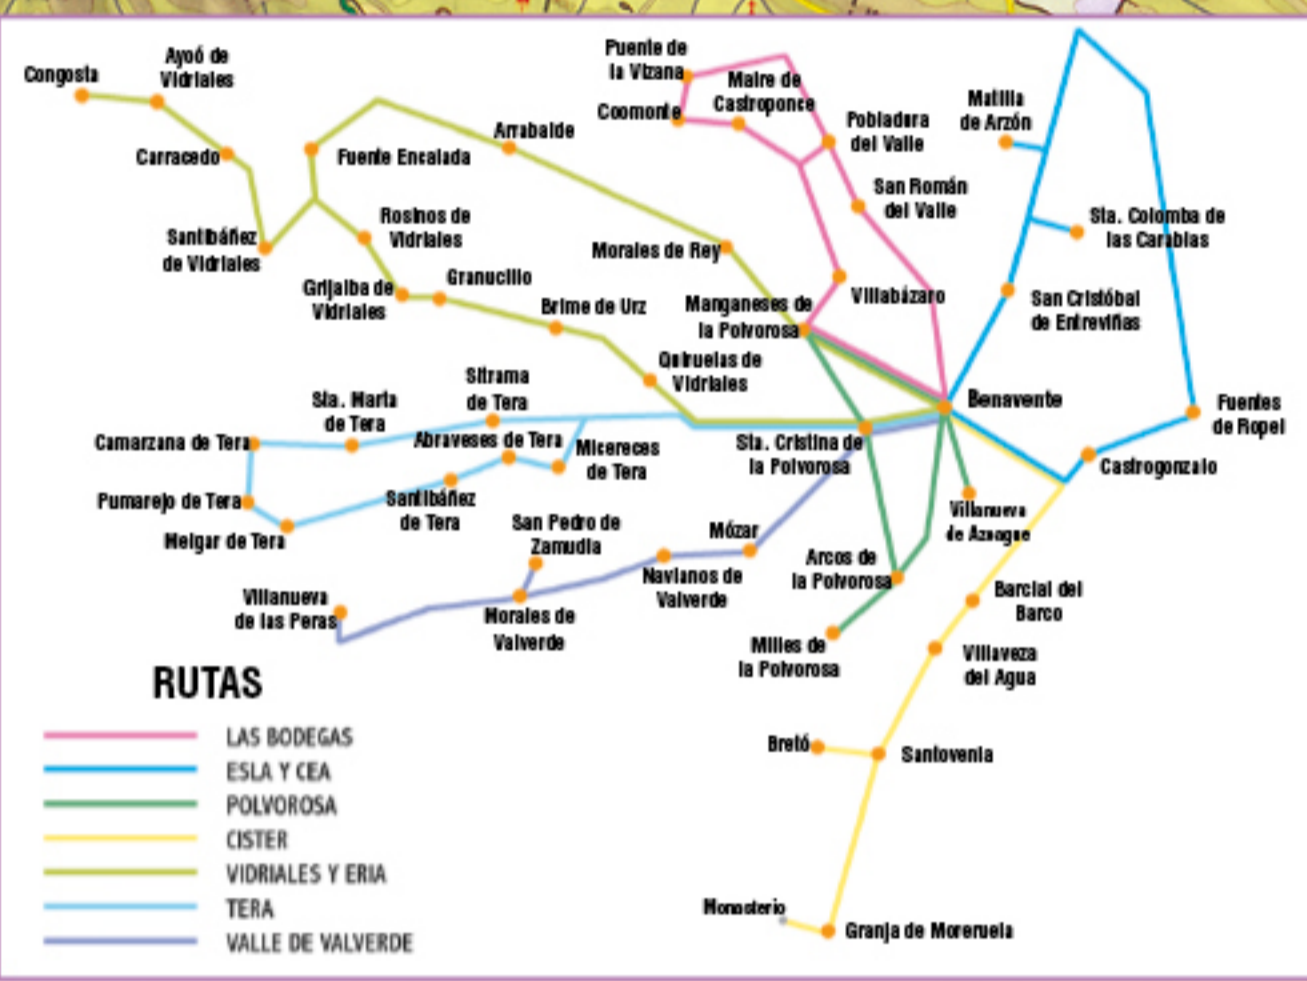 Congosta
Ayoó de
Vidriales
Carracedo
Santibáñez
de Vidriales
Fuente Encalada
Arrabalde
Rosinos de
Vidriales
Grijalba de
Vidriales
Granucillo
Brime de Urz
Quiruelas de
Vidriales
Morales de Rey
Manganeses de
la Polvorosa
Puente de
la Vizana
Coomonte
Maire de
Castroponce
Pobladura
del Valle
San Román
del Valle
Villabázaro
Matilla
de Arzón
Sta. Colomba de
las Carabias
San Cristóbal
de Entreviñas
Benavente
Fuentes
de Ropel
Castrogonzalo
Sitrama
de Tera
Sta. Marta
de Tera
Camarzana de Tera
Abraveses de Tera
Micereces
de Tera
Pumarejo de Tera
Santibáñez
de Tera
Melgar de Tera
Sta. Cristina de
la Polvorosa
Villanueva
de Azoague
San Pedro de
Zamudia
Mózar
Navianos de
Valverde
Morales de
Valverde
Villanueva
de las Peras
Arcos de
la Polvorosa
Milles de
la Polvorosa
Barcial del
Barco
Villaveza
del Agua
Bretó
Santovenia
Monasterio
Granja de Moreruela
RUTAS
LAS BODEGAS
ESLA Y CEA
POLVOROSA
CISTER
VIDRIALES Y ERIA
TERA
VALLE DE VALVERDE